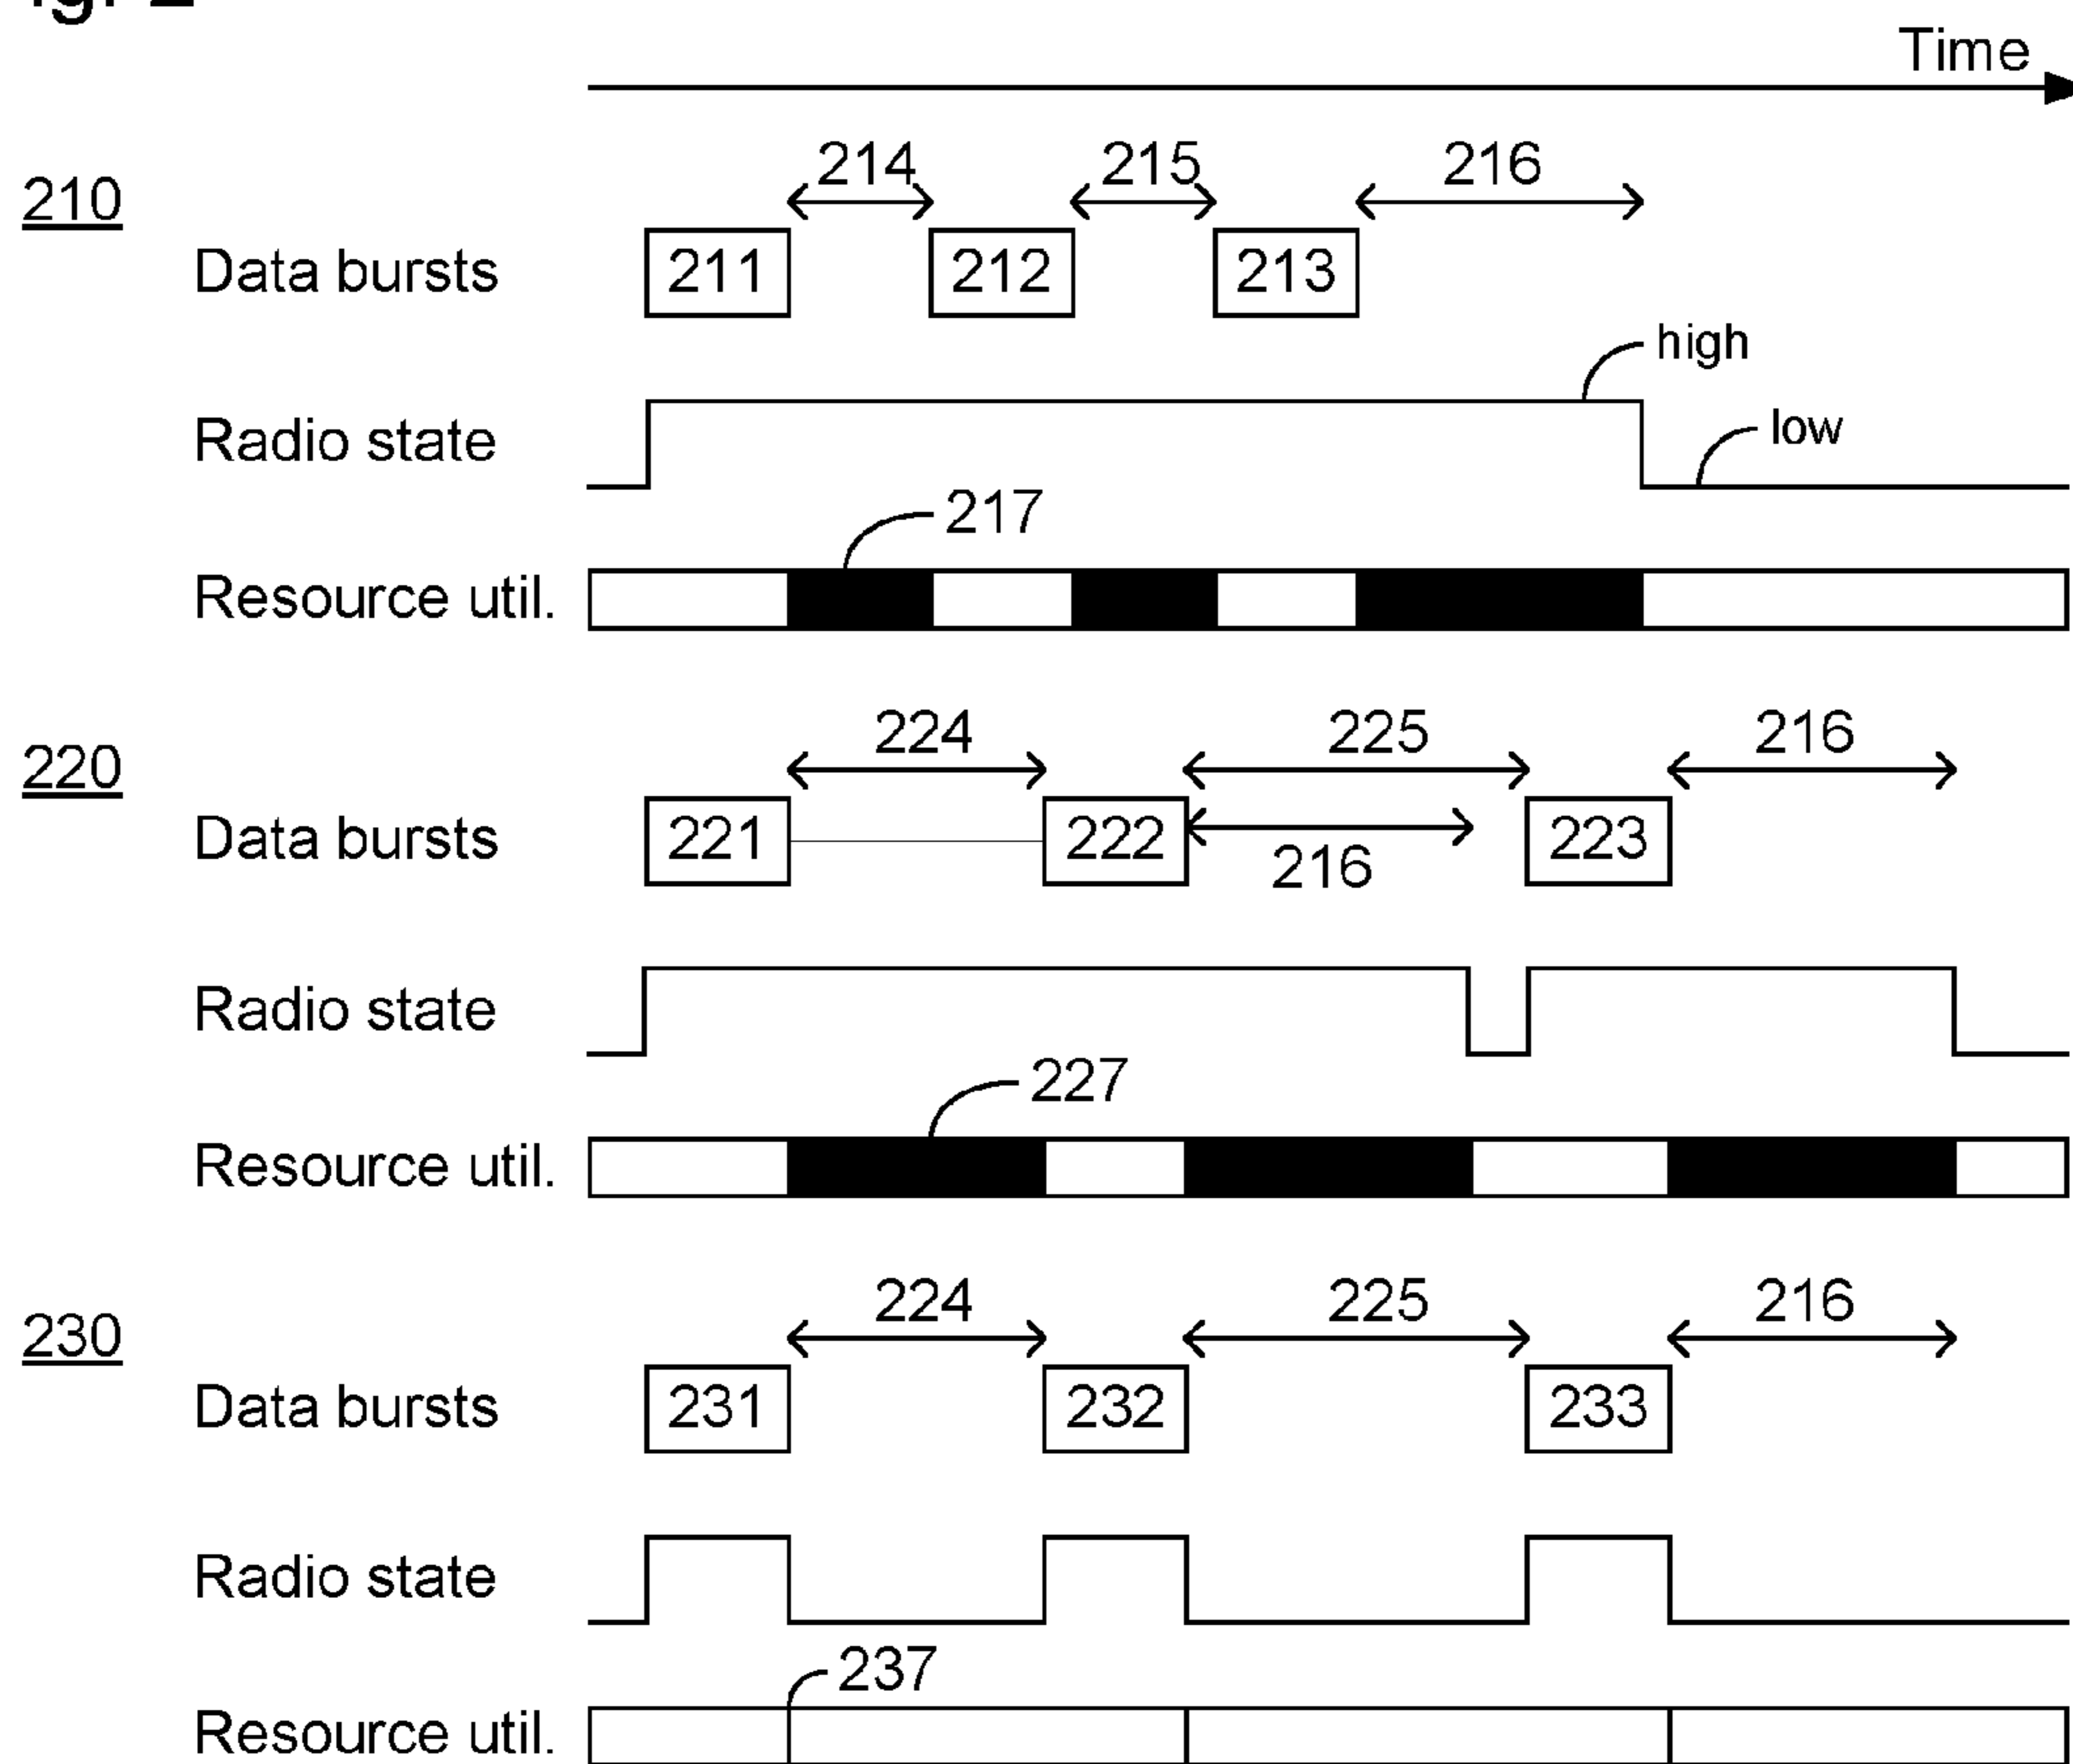 Time
214 215 216
210
Data bursts 211 212 213
high
Radio state low
217
Resource util.
224 225 216
220
Data bursts 221 222 216 223
Radio state
227
Resource util.
224 225 216
230
Data bursts 231 232 233
Radio state
237
Resource util.